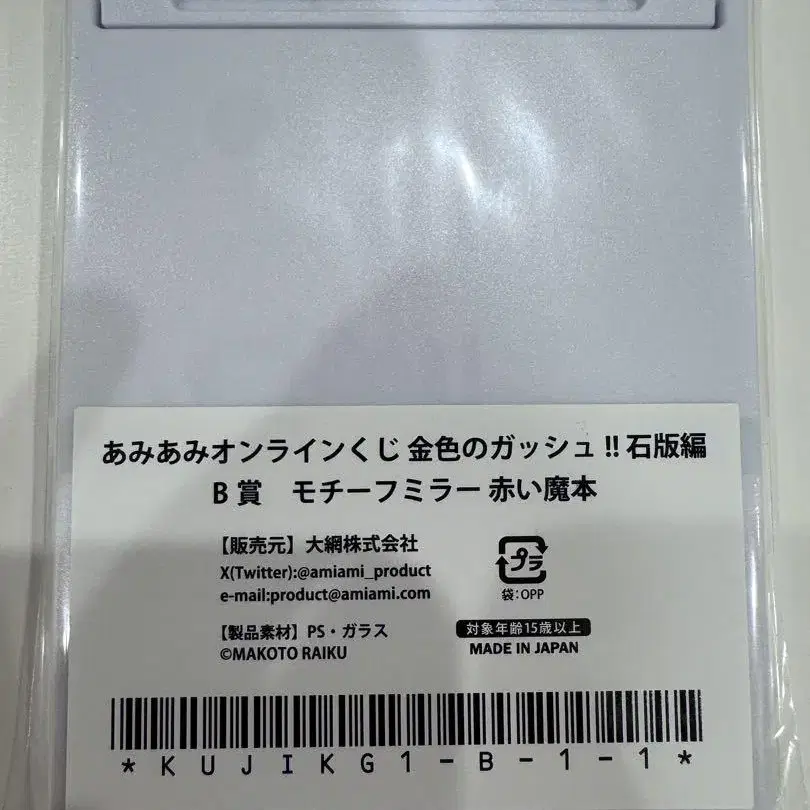 あみあみオンラインくじ 金色のガッシュ!! 石版編
B 賞　モチーフミラー 赤い魔本
【販売元】大網株式会社
X(Twitter):@amiami_product
e-mail:product@amiami.com
プラ
袋:OPP
【製品素材】PS・ガラス
©MAKOTO RAIKU
対象年齢15歳以上
MADE IN JAPAN
*KUJIKG1-B-1-1*